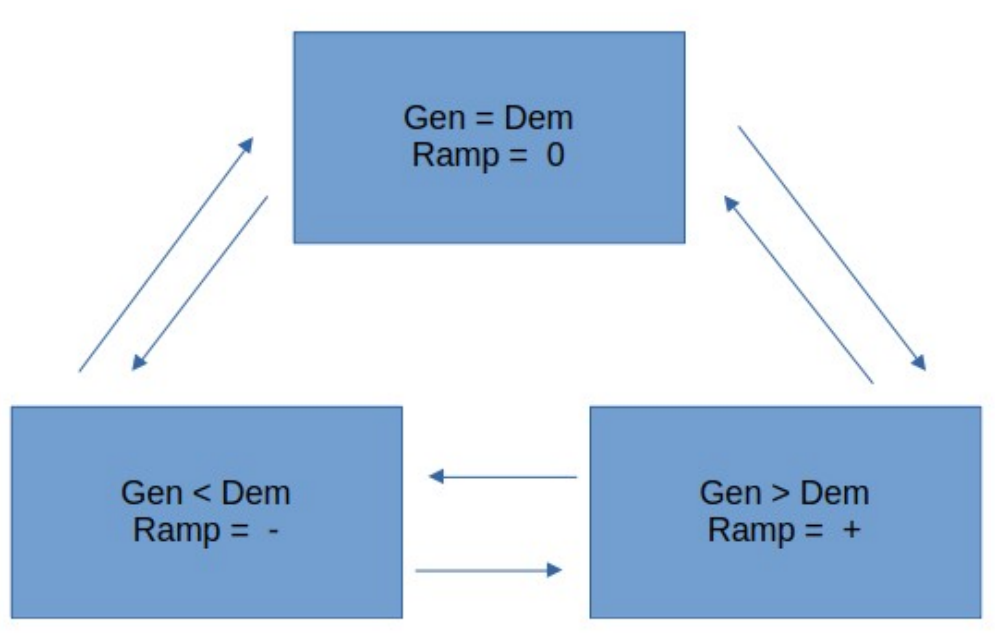 Gen = Dem
Ramp =  0
Gen < Dem
Ramp =  -
Gen > Dem
Ramp =  +